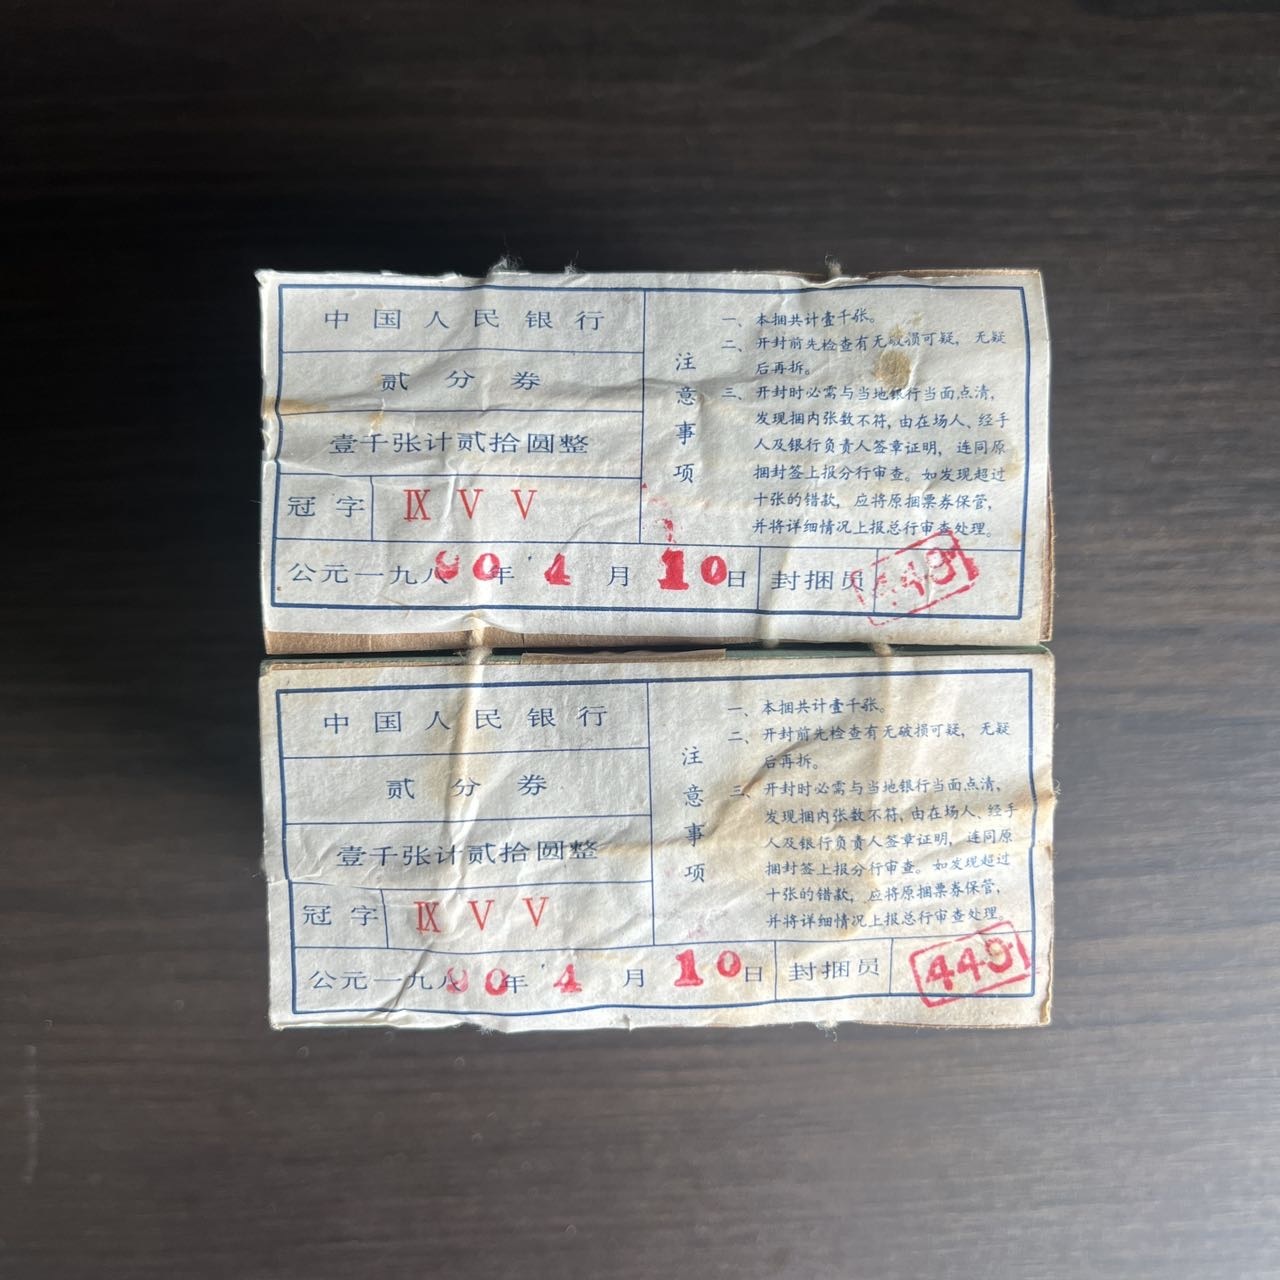 中国人民银行
贰分券
壹千张计贰拾圆整
冠字 Ⅸ V V
注意事项
一、本捆共计壹千张。
二、开封前先检查有无破损可疑，无疑
后再拆。
三、开封时必需与当地银行当面点清，
发现捆内张数不符，由在场人、经手
人及银行负责人签章证明，连同原
捆封签上报分行审查。如发现超过
十张的错款，应将原捆票券保管，
并将详细情况上报总行审查处理。
公元一九八90年 4 月 10日 封捆员 449
中国人民银行
贰分券
壹千张计贰拾圆整
冠字 Ⅸ V V
注意事项
一、本捆共计壹千张。
二、开封前先检查有无破损可疑，无疑
后再拆。
三、开封时必需与当地银行当面点清，
发现捆内张数不符，由在场人、经手
人及银行负责人签章证明，连同原
捆封签上报分行审查。如发现超过
十张的错款，应将原捆票券保管，
并将详细情况上报总行审查处理。
公元一九八90年 4 月 10日 封捆员 449